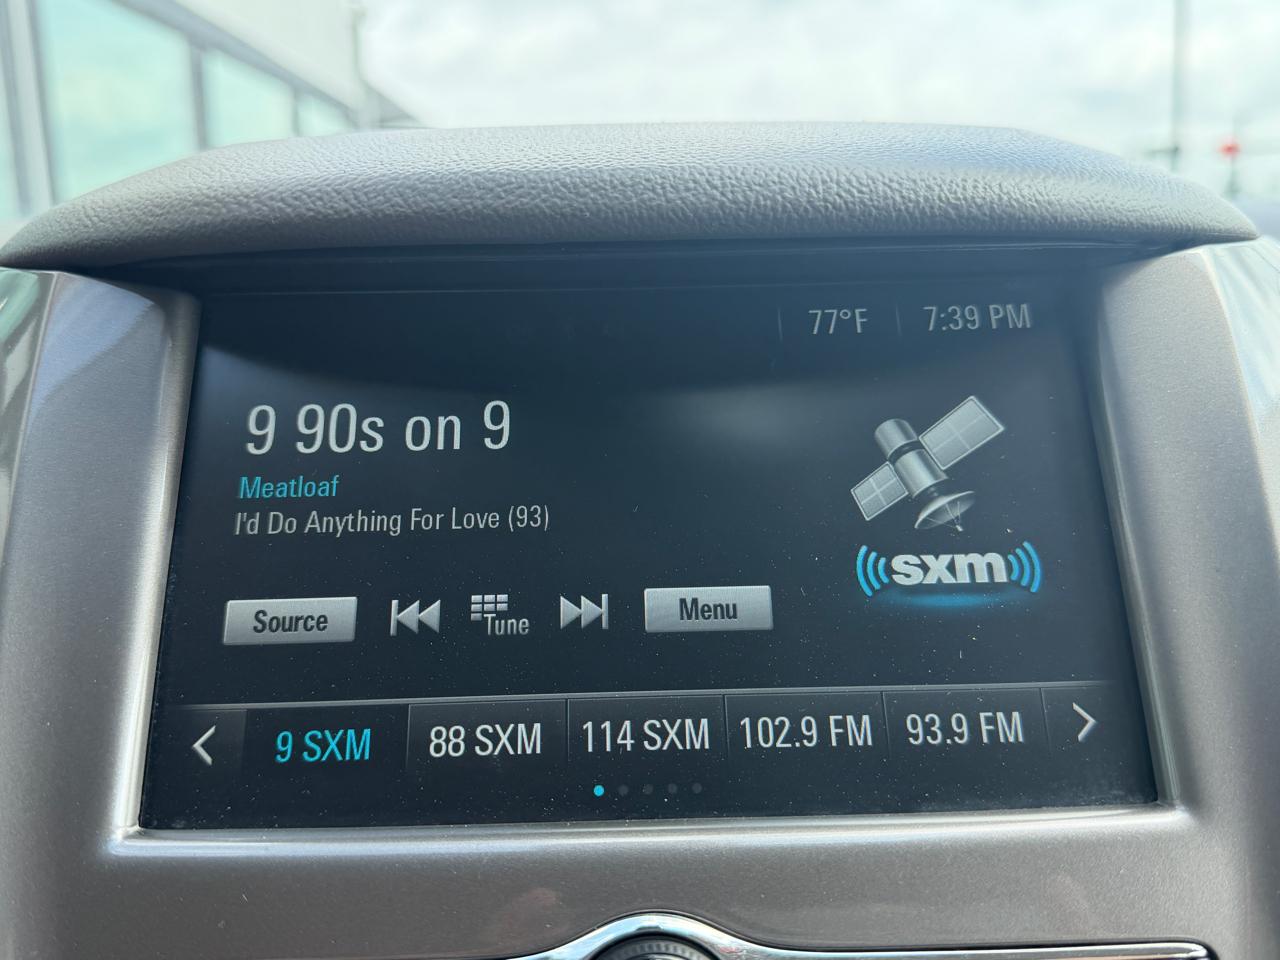 77°F 7:39 PM
9 90s on 9
Meatloaf
I'd Do Anything For Love (93)
sxm
Source Tune Menu
9 SXM 88 SXM 114 SXM 102.9 FM 93.9 FM